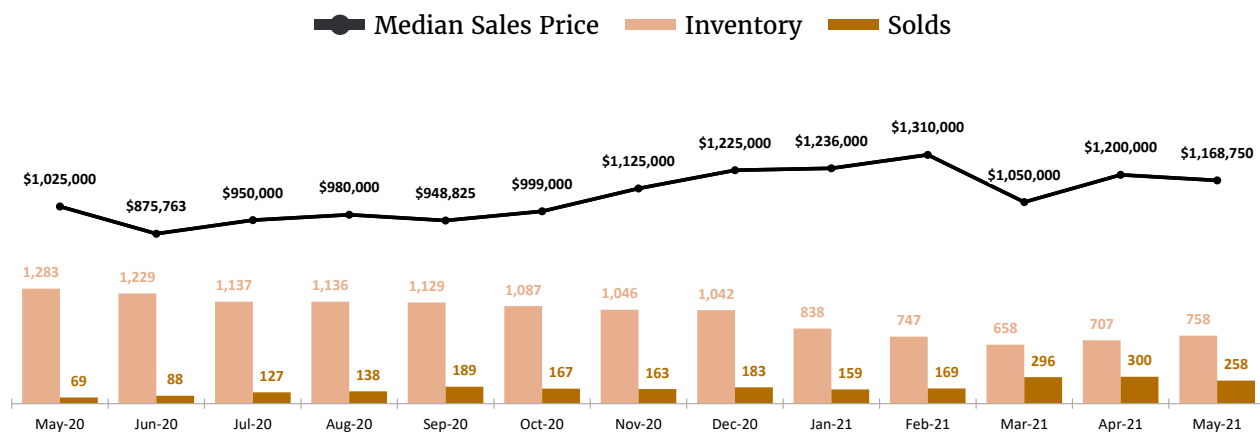 Median Sales Price Inventory Solds
$1,025,000 $875,763 $950,000 $980,000 $948,825 $999,000 $1,125,000 $1,225,000 $1,236,000 $1,310,000 $1,050,000 $1,200,000 $1,168,750
1,283 1,229 1,137 1,136 1,129 1,087 1,046 1,042 838 747 658 707 758
69 88 127 138 189 167 163 183 159 169 296 300 258
May-20 Jun-20 Jul-20 Aug-20 Sep-20 Oct-20 Nov-20 Dec-20 Jan-21 Feb-21 Mar-21 Apr-21 May-21